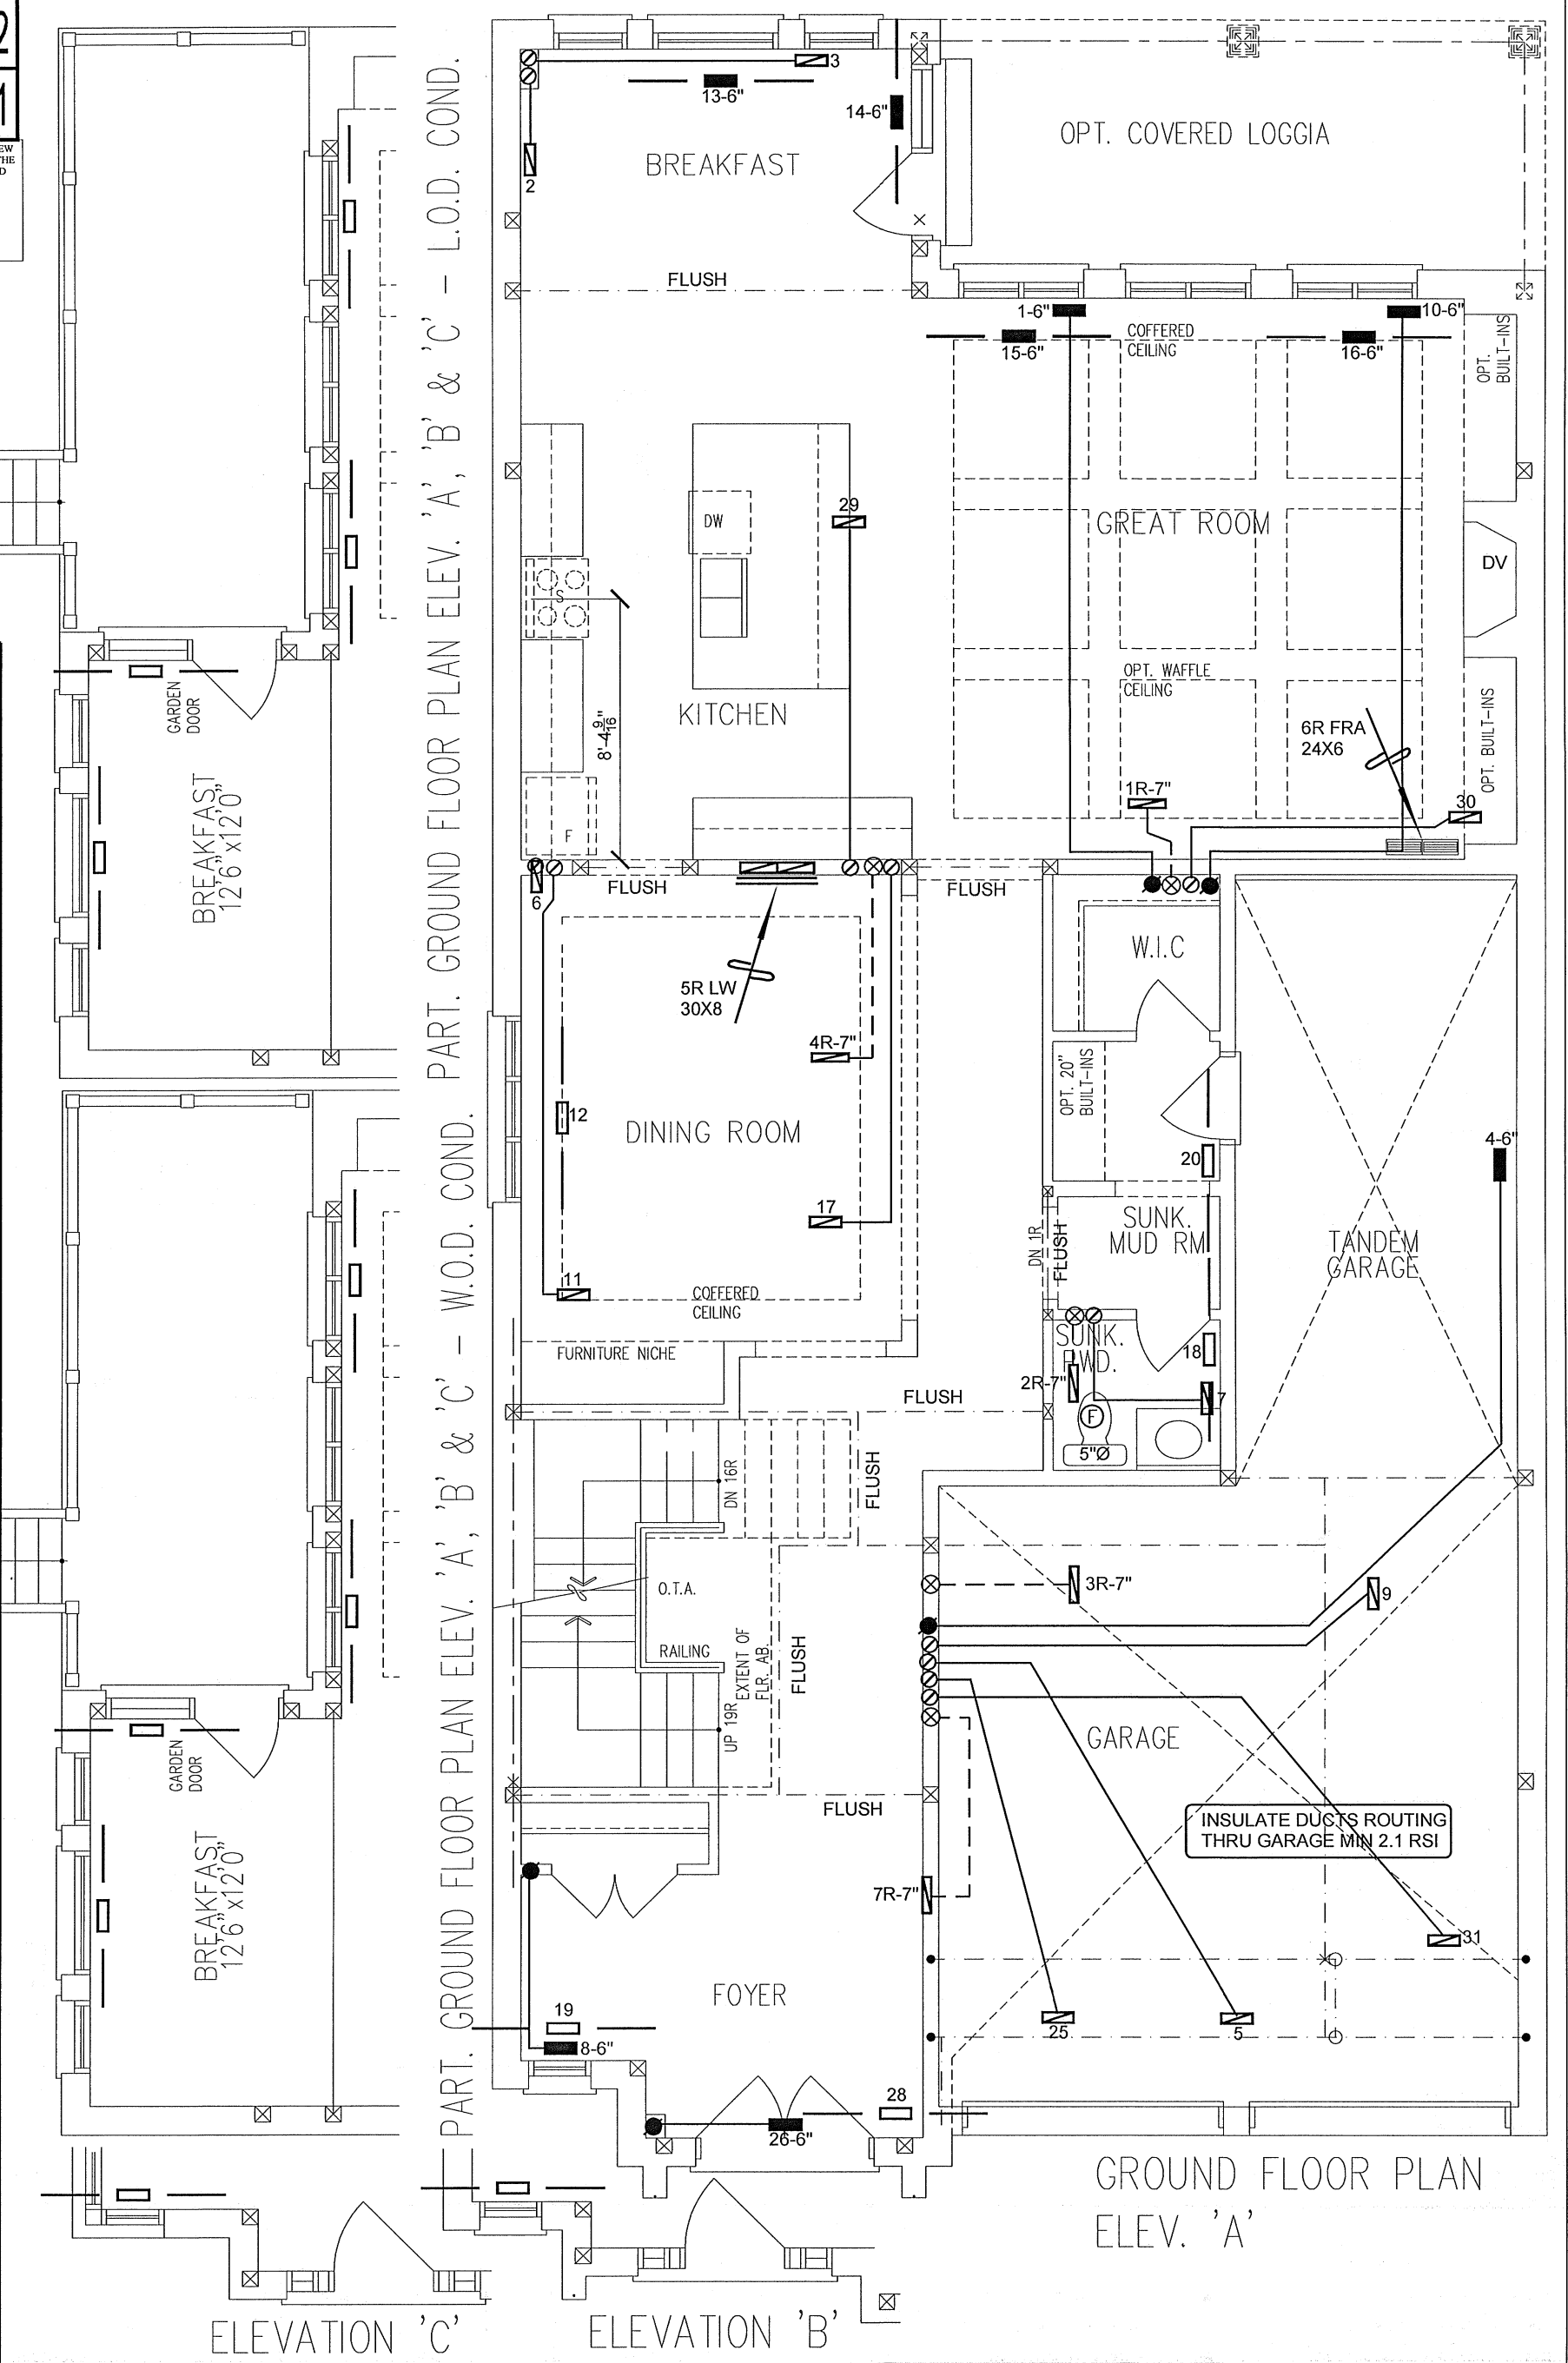 2
1
EW
THE
D
PART. GROUND FLOOR PLAN ELEV. 'A', 'B' & 'C' - L.O.D. COND.
GARDEN
DOOR
BREAKFAST
12'6"x12'0"
PART. GROUND FLOOR PLAN ELEV. 'A', 'B' & 'C' - W.O.D. COND.
GARDEN
DOOR
BREAKFAST
12'6"x12'0"
3
13-6"
14-6"
2
BREAKFAST
OPT. COVERED LOGGIA
FLUSH
1-6"
10-6"
15-6"
COFFERED
CEILING
16-6"
OPT.
BUILT-INS
29
DW
GREAT ROOM
S
DV
8'-4 9/16"
KITCHEN
OPT. WAFFLE
CEILING
6R FRA
24X6
OPT. BUILT-INS
1R-7"
30
F
FLUSH
FLUSH
6
W.I.C
5R LW
30X8
4R-7"
OPT. 20"
BUILT-INS
12
DINING ROOM
20
4-6"
17
SUNK.
MUD RM
DN 1R
FLUSH
TANDEM
GARAGE
11
COFFERED
CEILING
FURNITURE NICHE
SUNK.
PWD.
18
2R-7"
7
FLUSH
F
5"Ø
DN 16R
FLUSH
O.T.A.
3R-7"
9
RAILING
EXTENT OF
FLR. AB.
FLUSH
UP 19R
GARAGE
FLUSH
INSULATE DUCTS ROUTING
THRU GARAGE MIN 2.1 RSI
7R-7"
31
FOYER
19
25
5
8-6"
28
26-6"
GROUND FLOOR PLAN
ELEV. 'A'
ELEVATION 'C'
ELEVATION 'B'